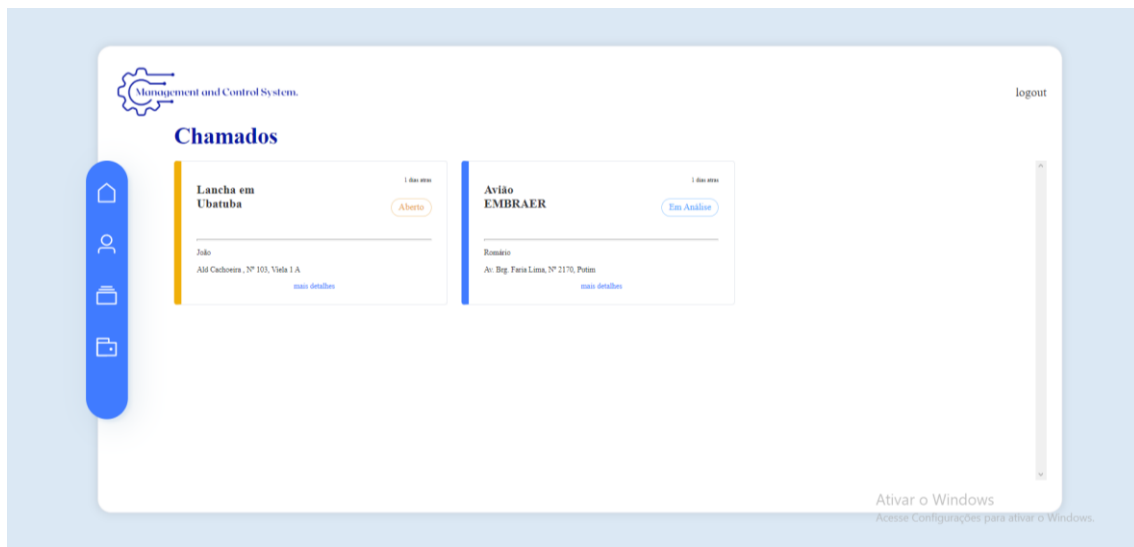 Management and Control System.
logout
Chamados
1 dias atras
Lancha em
Ubatuba
Aberto
João
Ald Cachoeira , Nº 103, Viela 1 A
mais detalhes
1 dias atras
Avião
EMBRAER
Em Análise
Romário
Av. Brg. Faria Lima, Nº 2170, Putim
mais detalhes
Ativar o Windows
Acesse Configurações para ativar o Windows.